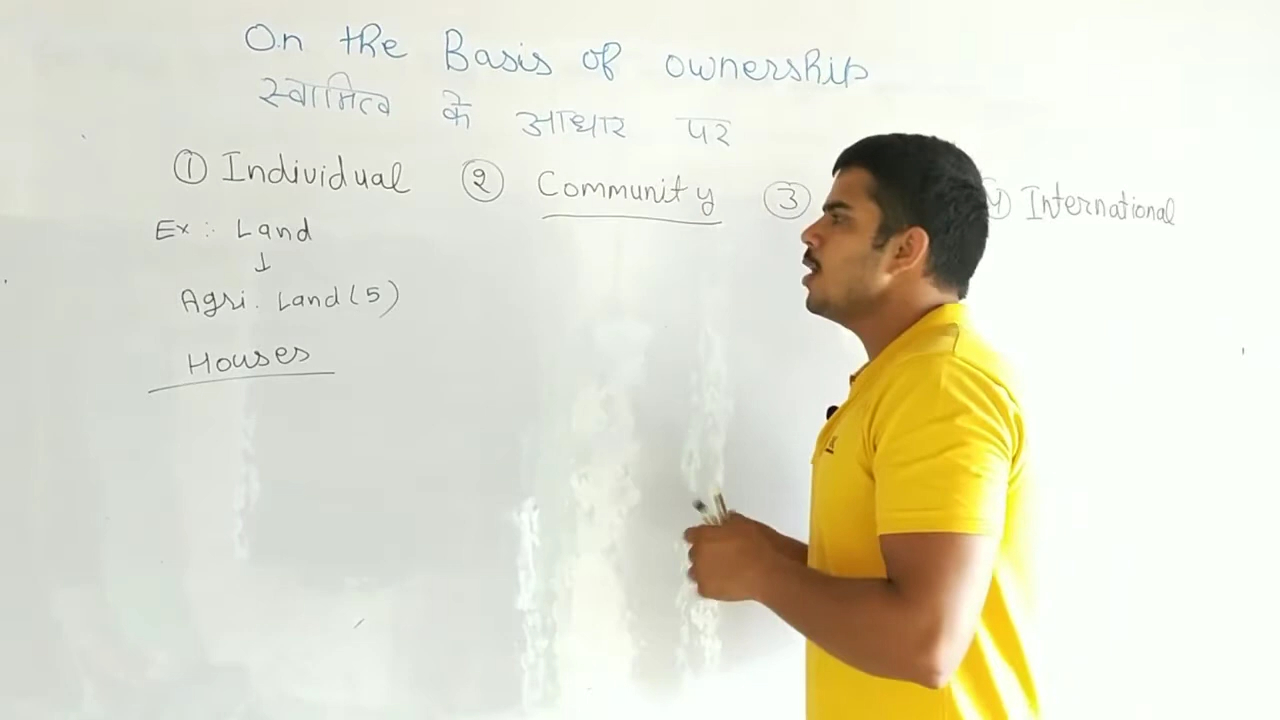 On the Basis of ownership
स्वामित्व के आधार पर
① Individual ② Community ③ 4) International
Ex :- Land
↓
Agri. Land (5)
Houses